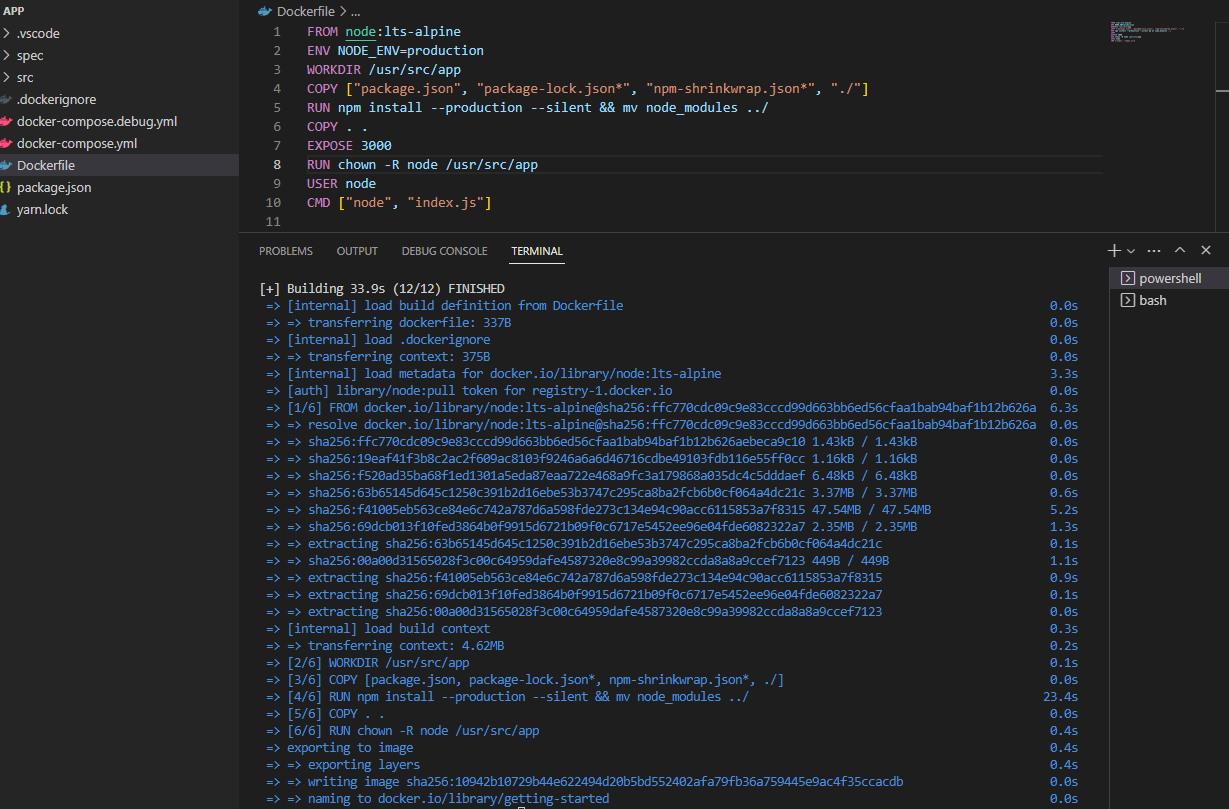 APP
.vscode
spec
src
.dockerignore
docker-compose.debug.yml
docker-compose.yml
Dockerfile
package.json
yarn.lock
Dockerfile > ...
1 FROM node:lts-alpine
2 ENV NODE_ENV=production
3 WORKDIR /usr/src/app
4 COPY ["package.json", "package-lock.json*", "npm-shrinkwrap.json*", "./"]
5 RUN npm install --production --silent && mv node_modules ../
6 COPY . .
7 EXPOSE 3000
8 RUN chown -R node /usr/src/app
9 USER node
10 CMD ["node", "index.js"]
11
PROBLEMS OUTPUT DEBUG CONSOLE TERMINAL
[+] Building 33.9s (12/12) FINISHED
=> [internal] load build definition from Dockerfile 0.0s
=> => transferring dockerfile: 337B 0.0s
=> [internal] load .dockerignore 0.0s
=> => transferring context: 375B 0.0s
=> [internal] load metadata for docker.io/library/node:lts-alpine 3.3s
=> [auth] library/node:pull token for registry-1.docker.io 0.0s
=> [1/6] FROM docker.io/library/node:lts-alpine@sha256:ffc770cdc09c9e83cccd99d663bb6ed56cfaa1bab94baf1b12b626a 6.3s
=> => resolve docker.io/library/node:lts-alpine@sha256:ffc770cdc09c9e83cccd99d663bb6ed56cfaa1bab94baf1b12b626a 0.0s
=> => sha256:ffc770cdc09c9e83cccd99d663bb6ed56cfaa1bab94baf1b12b626aebeca9c10 1.43kB / 1.43kB 0.0s
=> => sha256:19eaf41f3b8c2ac2f609ac8103f9246a6a6d46716cdbe49103fdb116e55ff0cc 1.16kB / 1.16kB 0.0s
=> => sha256:f520ad35ba68f1ed1301a5eda87eaa722e468a9fc3a179868a035dc4c5dddaef 6.48kB / 6.48kB 0.0s
=> => sha256:63b65145d645c1250c391b2d16ebe53b3747c295ca8ba2fcb6b0cf064a4dc21c 3.37MB / 3.37MB 0.6s
=> => sha256:f41005eb563ce84e6c742a787d6a598fde273c134e94c90acc6115853a7f8315 47.54MB / 47.54MB 5.2s
=> => sha256:69dcb013f10fed3864b0f9915d6721b09f0c6717e5452ee96e04fde6082322a7 2.35MB / 2.35MB 1.3s
=> => extracting sha256:63b65145d645c1250c391b2d16ebe53b3747c295ca8ba2fcb6b0cf064a4dc21c 0.1s
=> => sha256:00a00d31565028f3c00c64959dafe4587320e8c99a39982ccda8a8a9ccef7123 449B / 449B 1.1s
=> => extracting sha256:f41005eb563ce84e6c742a787d6a598fde273c134e94c90acc6115853a7f8315 0.9s
=> => extracting sha256:69dcb013f10fed3864b0f9915d6721b09f0c6717e5452ee96e04fde6082322a7 0.1s
=> => extracting sha256:00a00d31565028f3c00c64959dafe4587320e8c99a39982ccda8a8a9ccef7123 0.0s
=> [internal] load build context 0.3s
=> => transferring context: 4.62MB 0.2s
=> [2/6] WORKDIR /usr/src/app 0.1s
=> [3/6] COPY [package.json, package-lock.json*, npm-shrinkwrap.json*, ./] 0.0s
=> [4/6] RUN npm install --production --silent && mv node_modules ../ 23.4s
=> [5/6] COPY . . 0.0s
=> [6/6] RUN chown -R node /usr/src/app 0.4s
=> exporting to image 0.4s
=> => exporting layers 0.4s
=> => writing image sha256:10942b10729b44e622494d20b5bd552402afa79fb36a759445e9ac4f35ccacdb 0.0s
=> => naming to docker.io/library/getting-started 0.0s
powershell
bash